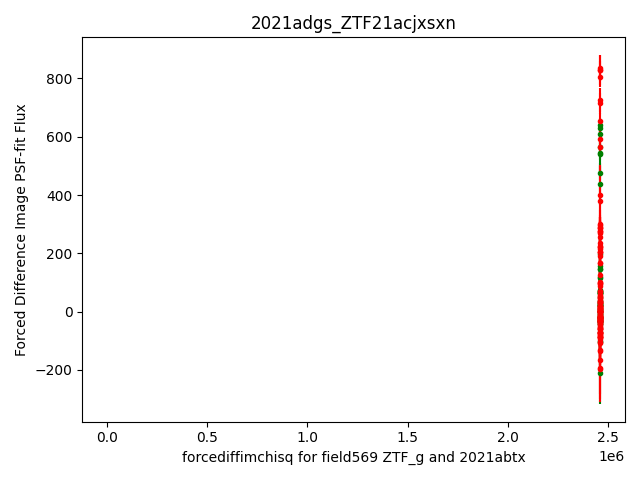 2021adgs_ZTF21acjxsxn
Forced Difference Image PSF-fit Flux
800
600
400
200
0
−200
0.0 0.5 1.0 1.5 2.0 2.5
1e6
forcediffimchisq for field569 ZTF_g and 2021abtx